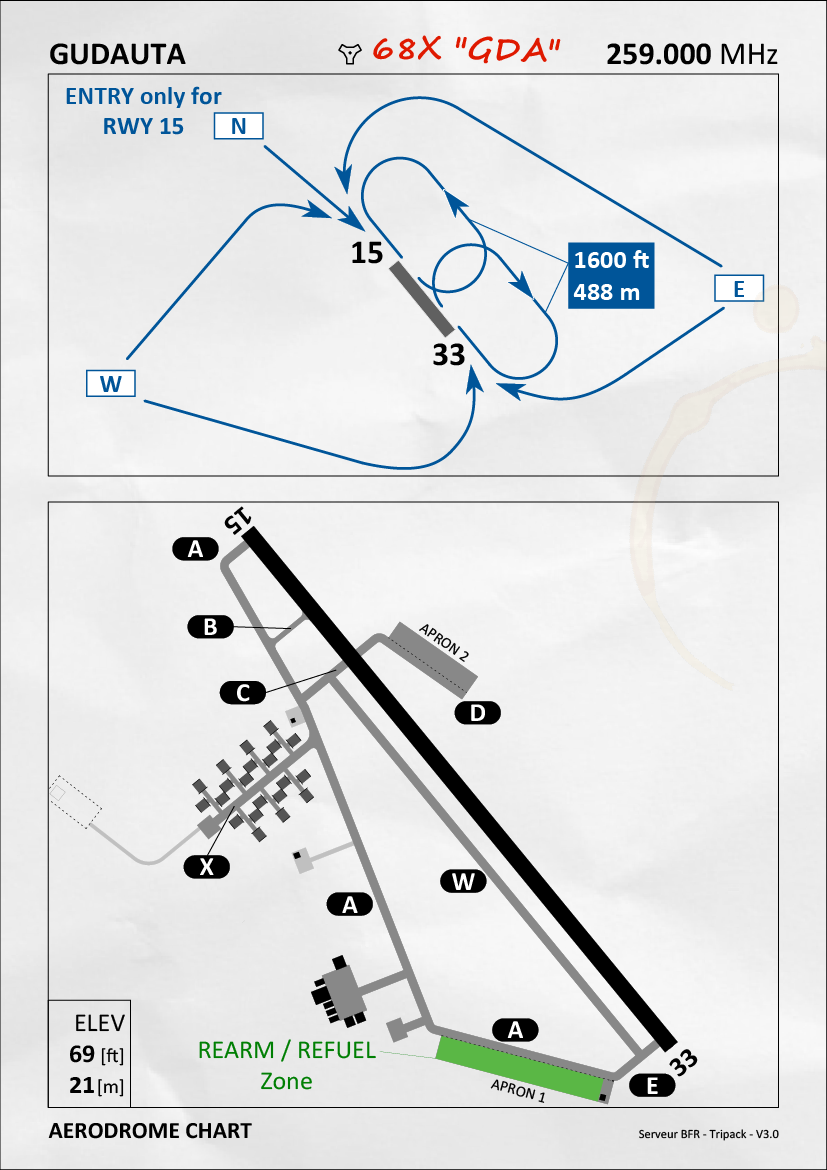 GUDAUTA
68X "GDA"
259.000 MHz
ENTRY only for
RWY 15
N
15
1600 ft
488 m
E
33
W
15
A
B
APRON 2
C
D
X
W
A
ELEV
69 [ft]
21 [m]
REARM / REFUEL
Zone
A
33
E
APRON 1
AERODROME CHART
Serveur BFR - Tripack - V3.0